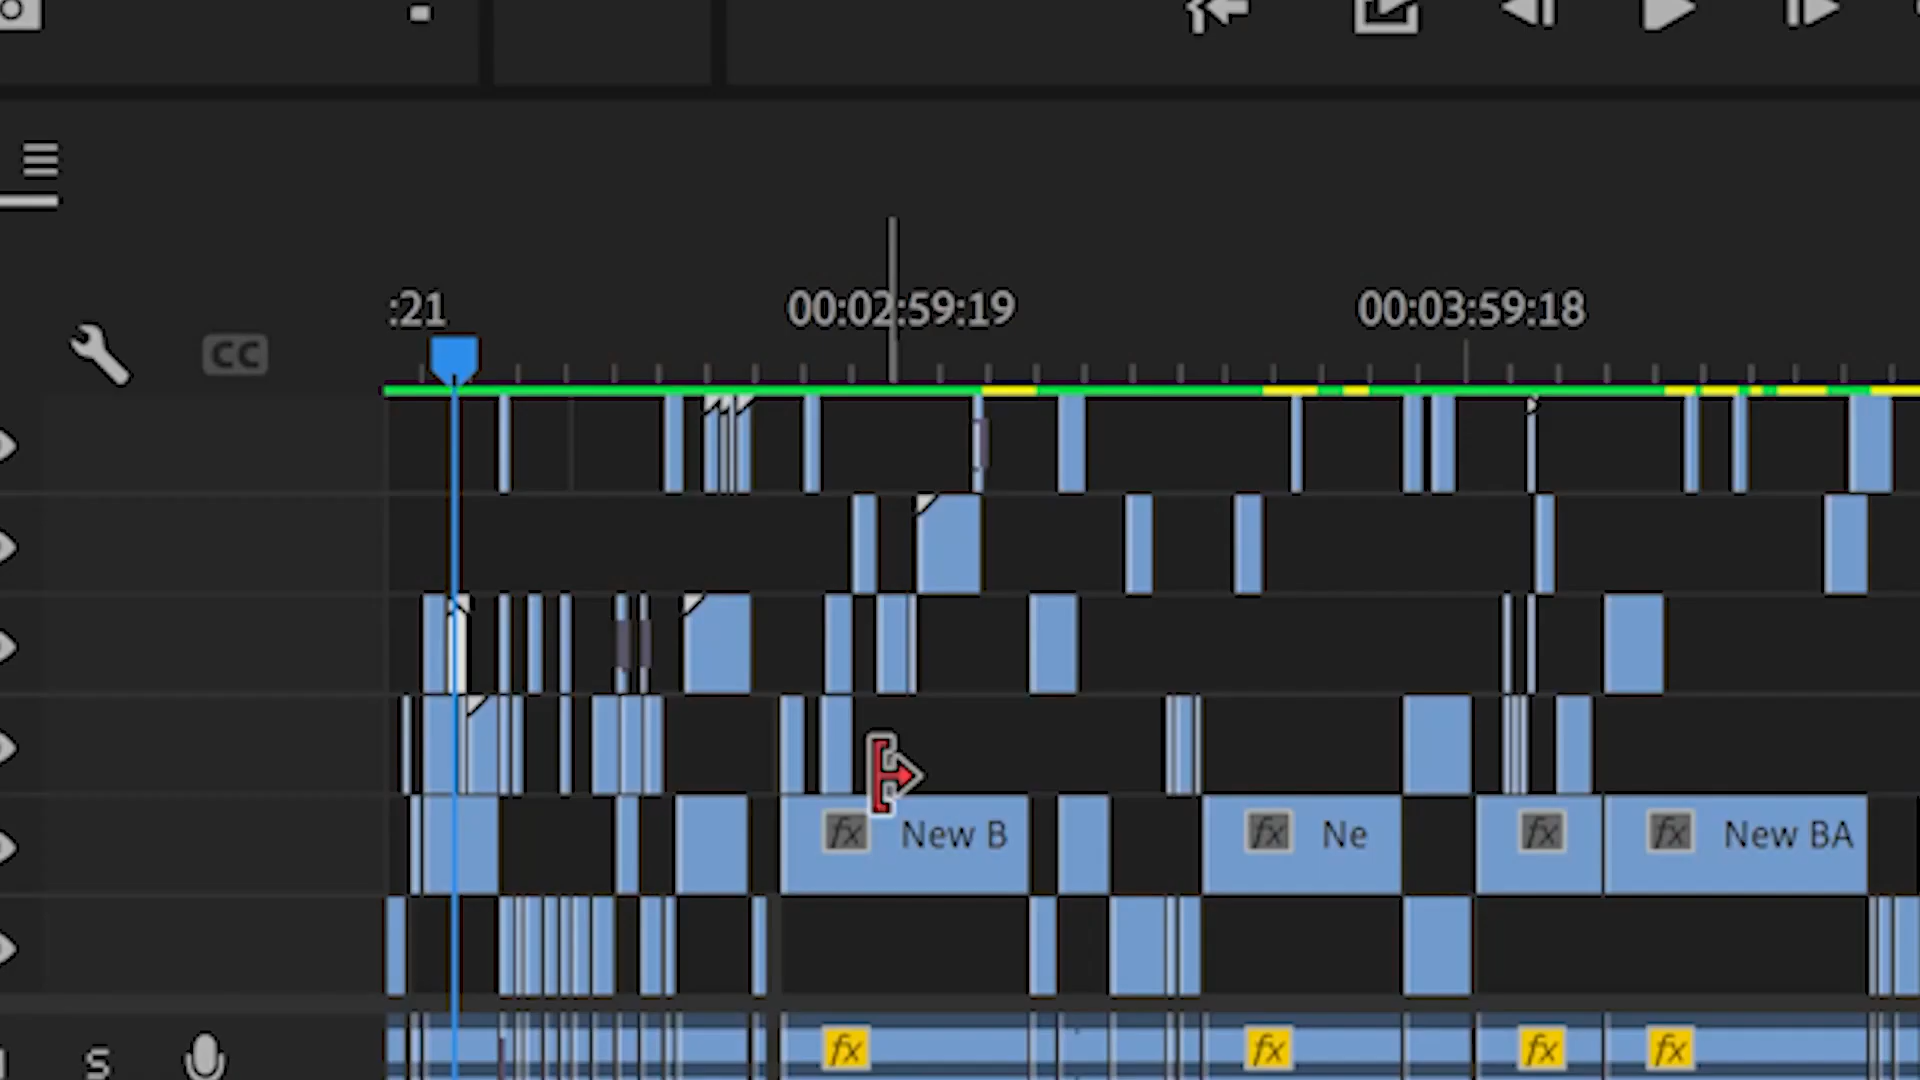 :21 00:02:59:19 00:03:59:18
CC
fx New B fx Ne fx fx New BA
S fx fx fx fx